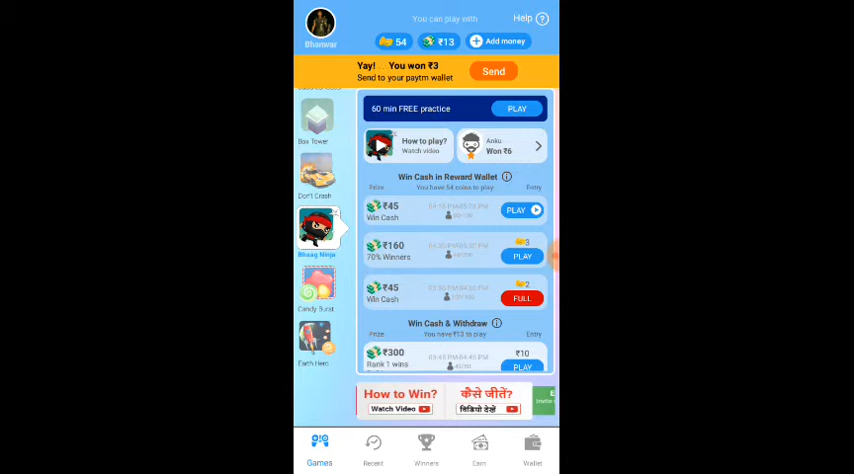 You can play with
Help ?
Bhanwar
54
₹13
+ Add money
Yay! You won ₹3
Send to your paytm wallet
Send
60 min FREE practice
PLAY
Box Tower
How to play?
Watch video
Anku
Won ₹6
Don't Crash
Win Cash in Reward Wallet
Prize
You have 54 coins to play
Entry
₹45
Win Cash
PLAY
Bhaag Ninja
₹160
70% Winners
3
PLAY
₹45
Win Cash
2
FULL
Candy Burst
Win Cash & Withdraw
Prize
You have ₹13 to play
Entry
₹300
Rank 1 wins
₹10
PLAY
Earth Hero
How to Win?
Watch Video
कैसे जीतें?
विडियो देखें
Games
Recent
Winners
Earn
Wallet